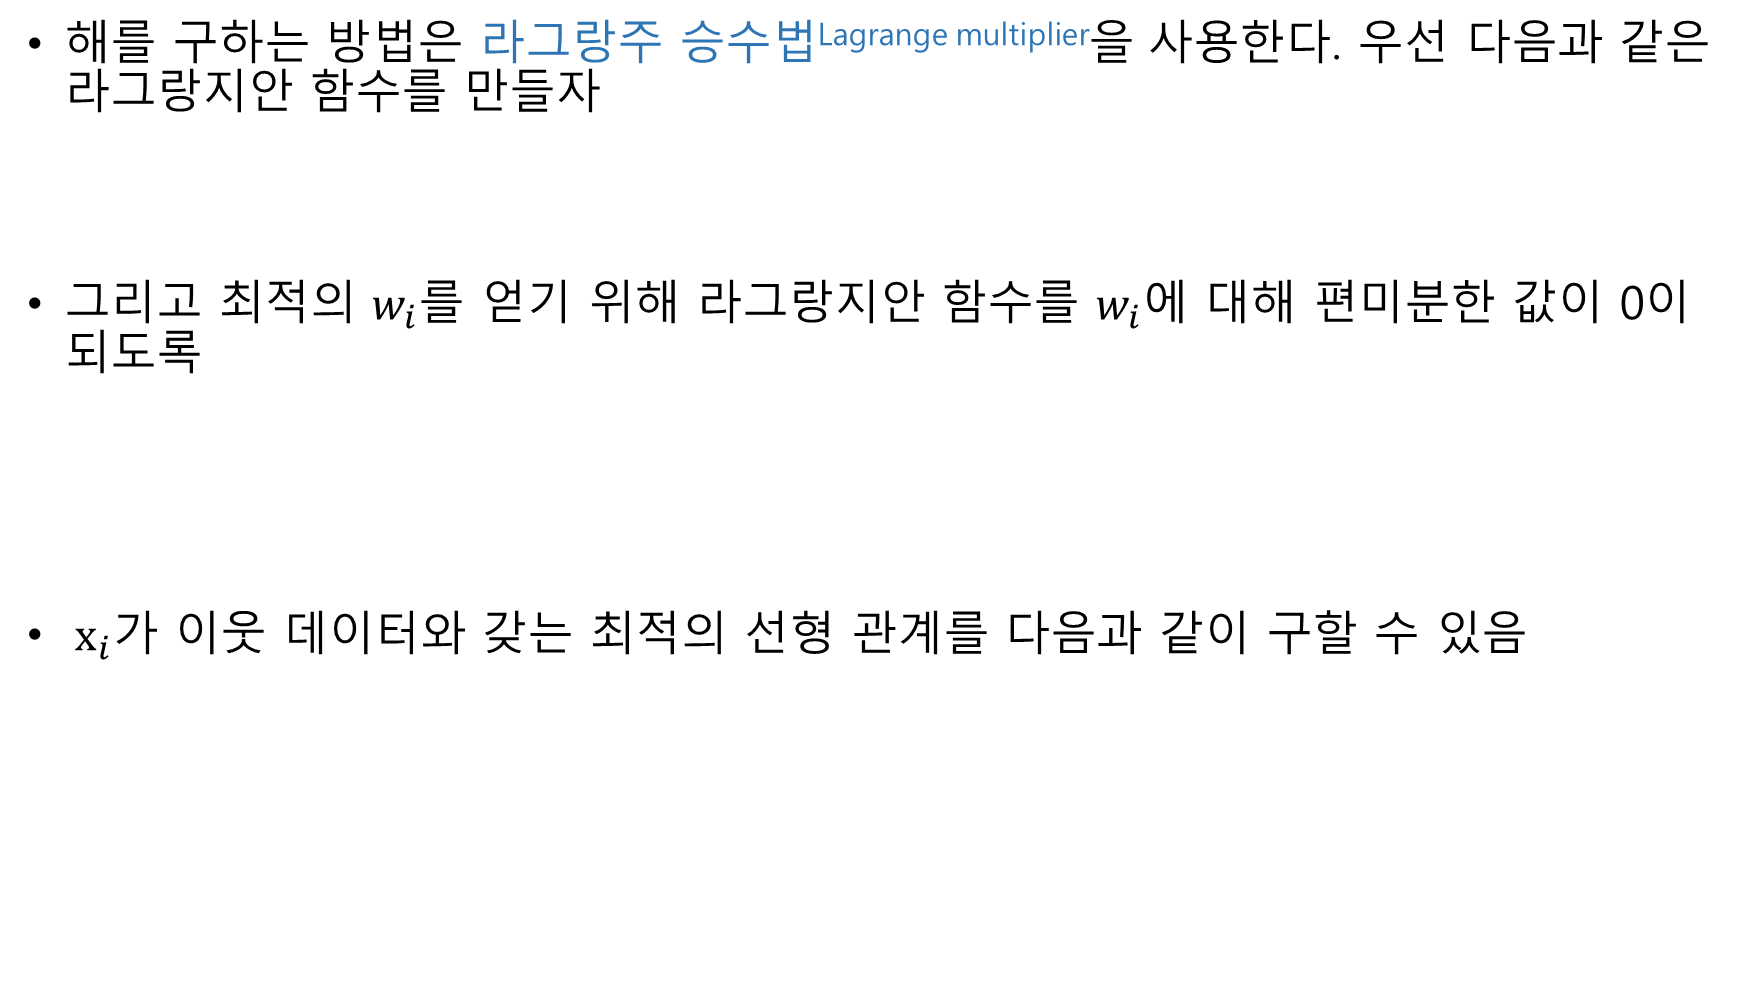 • 해를 구하는 방법은 라그랑주 승수법Lagrange multiplier을 사용한다. 우선 다음과 같은
라그랑지안 함수를 만들자
• 그리고 최적의 wᵢ를 얻기 위해 라그랑지안 함수를 wᵢ에 대해 편미분한 값이 0이
되도록
• xᵢ가 이웃 데이터와 갖는 최적의 선형 관계를 다음과 같이 구할 수 있음